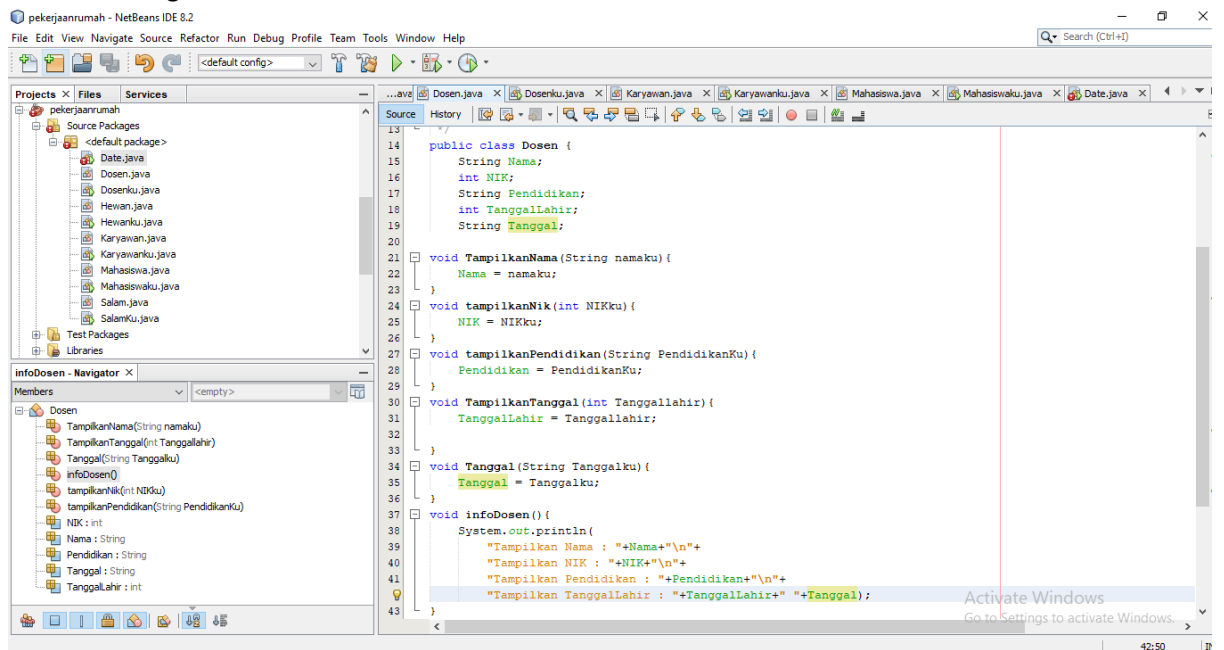 pekerjaanrumah - NetBeans IDE 8.2
File Edit View Navigate Source Refactor Run Debug Profile Team Tools Window Help
Search (Ctrl+I)
<default config>
Projects × Files Services
...ava Dosen.java × Dosenku.java × Karyawan.java × Karyawanku.java × Mahasiswa.java × Mahasiswaku.java × Date.java ×
pekerjaanrumah
Source Packages
<default package>
Date.java
Dosen.java
Dosenku.java
Hewan.java
Hewanku.java
Karyawan.java
Karyawanku.java
Mahasiswa.java
Mahasiswaku.java
Salam.java
SalamKu.java
Test Packages
Libraries
infoDosen - Navigator ×
Members <empty>
Dosen
TampilkanNama(String namaku)
TampilkanTanggal(int Tanggallahir)
Tanggal(String Tanggalku)
infoDosen()
tampilkanNik(int NIKku)
tampilkanPendidikan(String PendidikanKu)
NIK : int
Nama : String
Pendidikan : String
Tanggal : String
TanggalLahir : int
Source History
13 */
14 public class Dosen {
15 String Nama;
16 int NIK;
17 String Pendidikan;
18 int TanggalLahir;
19 String Tanggal;
20
21 void TampilkanNama(String namaku){
22 Nama = namaku;
23 }
24 void tampilkanNik(int NIKku){
25 NIK = NIKku;
26 }
27 void tampilkanPendidikan(String PendidikanKu){
28 Pendidikan = PendidikanKu;
29 }
30 void TampilkanTanggal(int Tanggallahir){
31 TanggalLahir = Tanggallahir;
32
33 }
34 void Tanggal(String Tanggalku){
35 Tanggal = Tanggalku;
36 }
37 void infoDosen(){
38 System.out.println(
39 "Tampilkan Nama : "+Nama+"\n"+
40 "Tampilkan NIK : "+NIK+"\n"+
41 "Tampilkan Pendidikan : "+Pendidikan+"\n"+
"Tampilkan TanggalLahir : "+TanggalLahir+" "+Tanggal);
43 }
Activate Windows
Go to Settings to activate Windows.
42:50